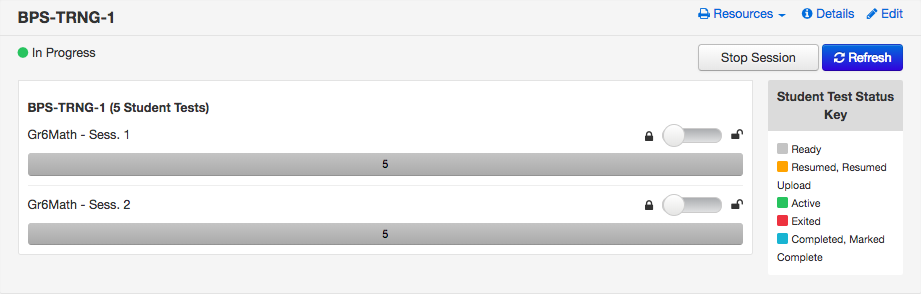 BPS-TRNG-1
Resources
Details
Edit
In Progress
Stop Session
Refresh
BPS-TRNG-1 (5 Student Tests)
Gr6Math - Sess. 1
5
Gr6Math - Sess. 2
5
Student Test Status
Key
Ready
Resumed, Resumed
Upload
Active
Exited
Completed, Marked
Complete